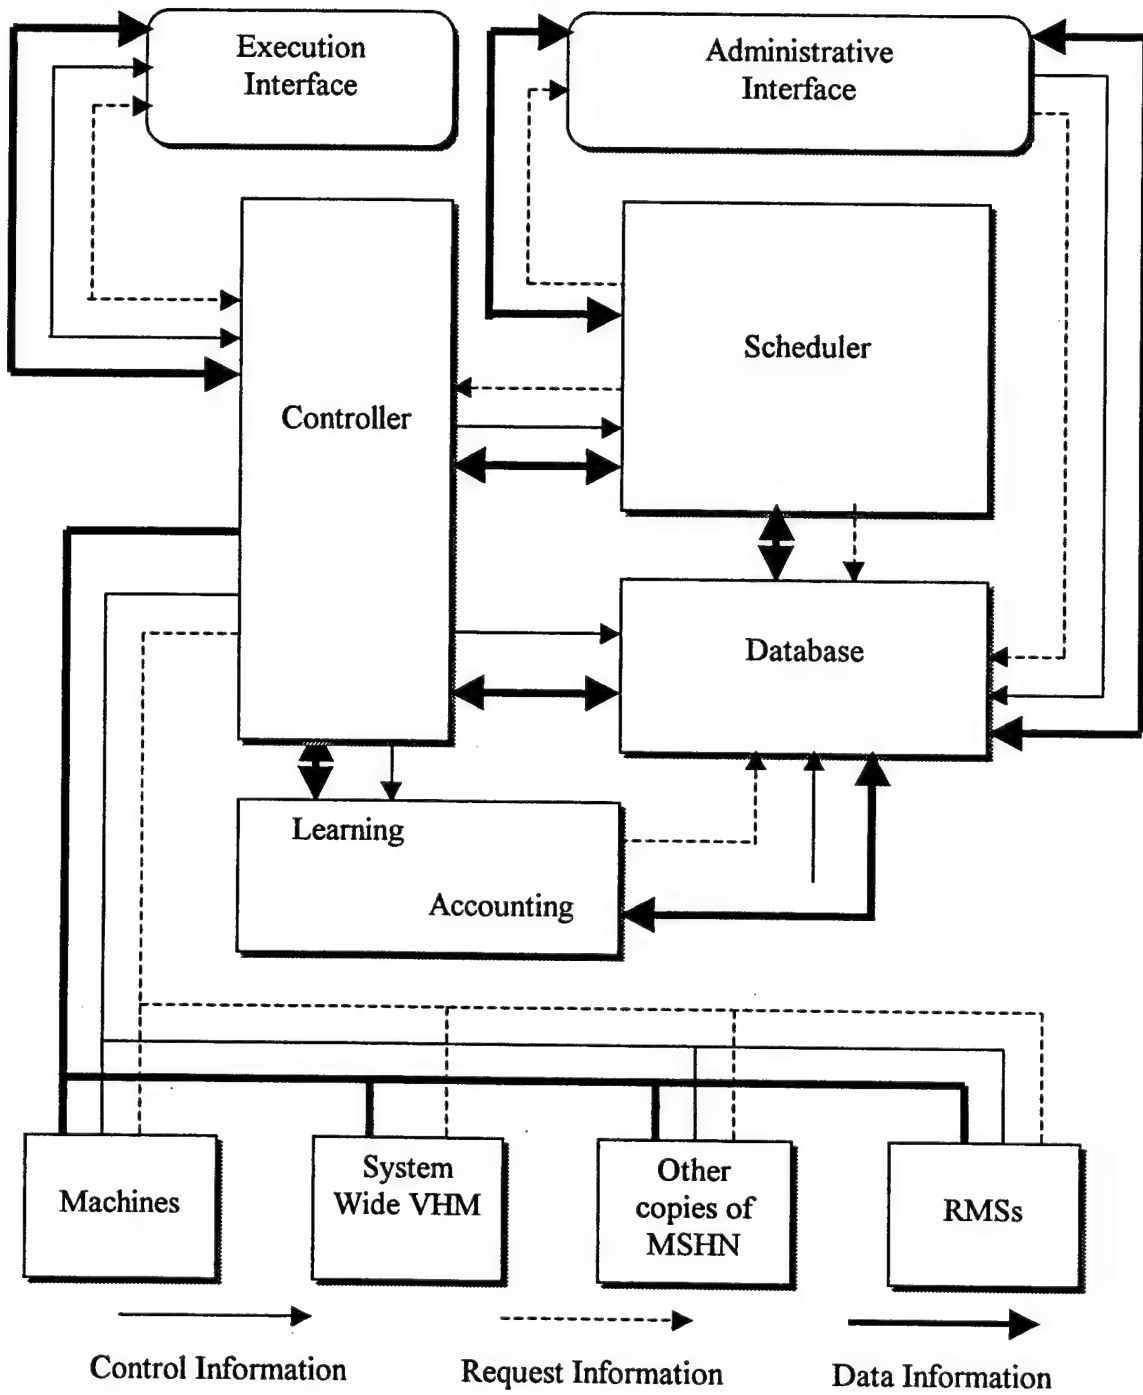 Execution
Interface
Administrative
Interface
Scheduler
Controller
Database
Learning
Accounting
Machines
System
Wide VHM
Other
copies of
MSHN
RMSs
Control Information
Request Information
Data Information